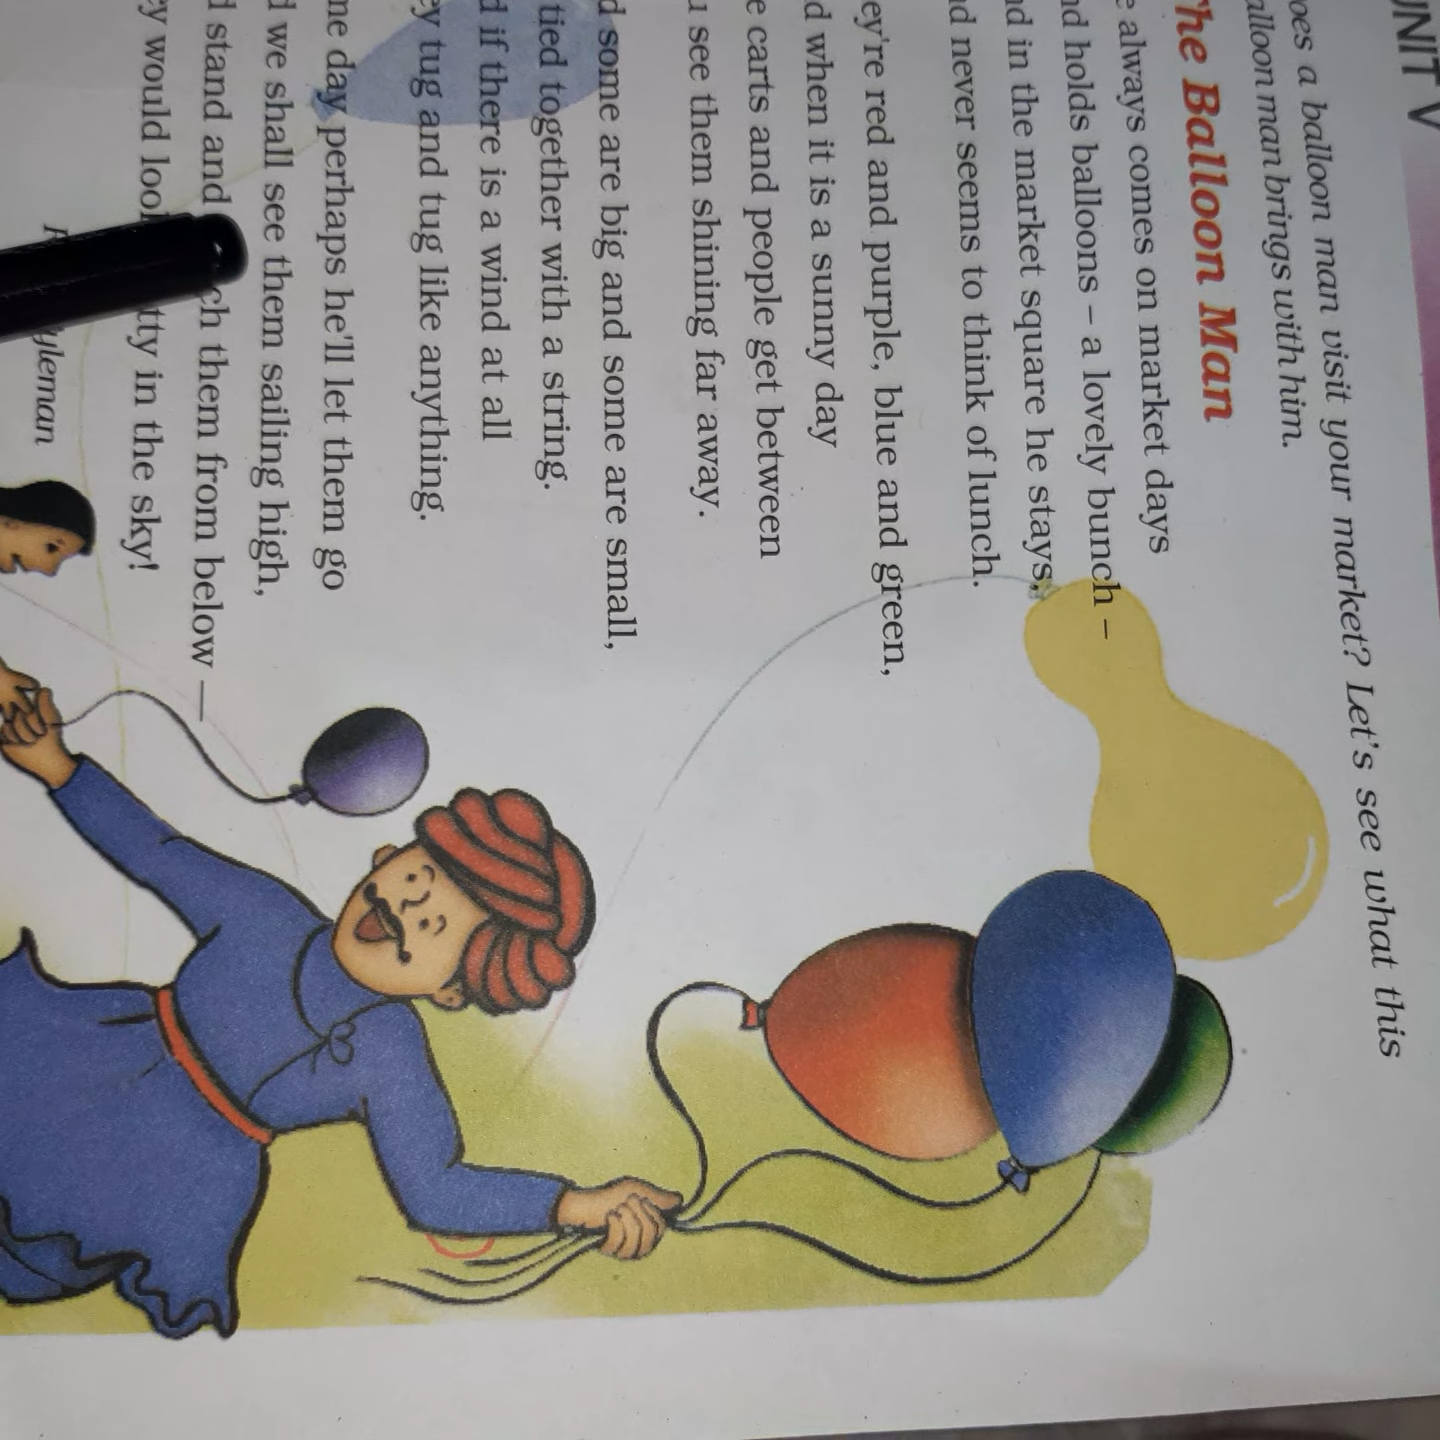 UNIT V
oes a balloon man visit your market? Let's see what this
alloon man brings with him.
he Balloon Man
e always comes on market days
nd holds balloons – a lovely bunch –
nd in the market square he stays,
nd never seems to think of lunch.
ey're red and purple, blue and green,
d when it is a sunny day
e carts and people get between
u see them shining far away.
d some are big and some are small,
tied together with a string.
d if there is a wind at all
ey tug and tug like anything.
me day perhaps he'll let them go
d we shall see them sailing high,
d stand and ch them from below —
ey would loo tty in the sky!
yleman